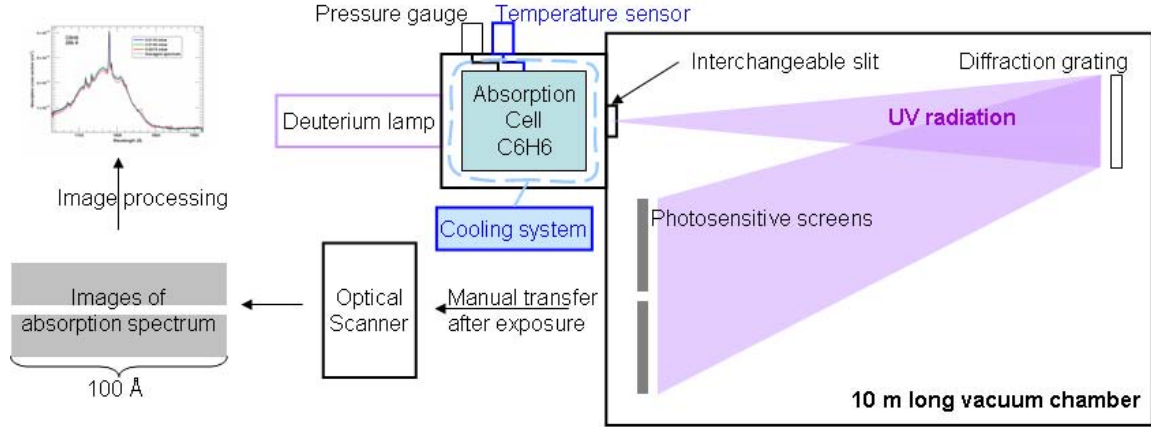 Pressure gauge
Temperature sensor
Interchangeable slit
Diffraction grating
Deuterium lamp
Absorption
Cell
C6H6
UV radiation
Image processing
Cooling system
Photosensitive screens
Images of
absorption spectrum
Optical
Scanner
Manual transfer
after exposure
100 Å
10 m long vacuum chamber